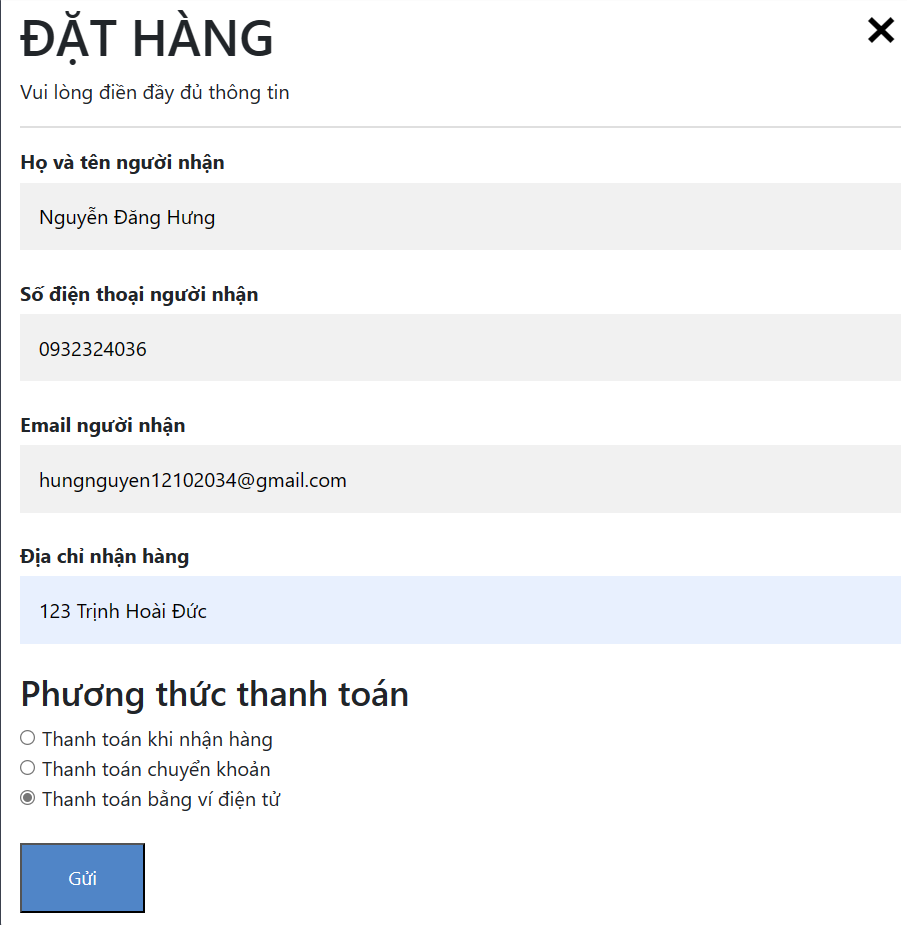 ĐẶT HÀNG
Vui lòng điền đầy đủ thông tin
Họ và tên người nhận
Nguyễn Đăng Hưng
Số điện thoại người nhận
0932324036
Email người nhận
hungnguyen12102034@gmail.com
Địa chỉ nhận hàng
123 Trịnh Hoài Đức
Phương thức thanh toán
Thanh toán khi nhận hàng
Thanh toán chuyển khoản
Thanh toán bằng ví điện tử
Gửi